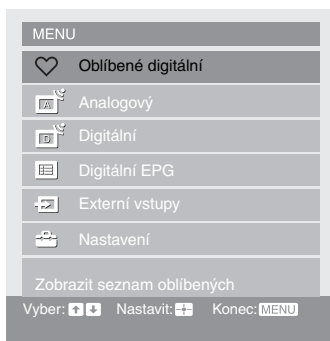 MENU
Oblíbené digitální
A Analogový
D Digitální
Digitální EPG
Externí vstupy
Nastavení
Zobrazit seznam oblíbených
Vyber: Nastavit: Konec: MENU